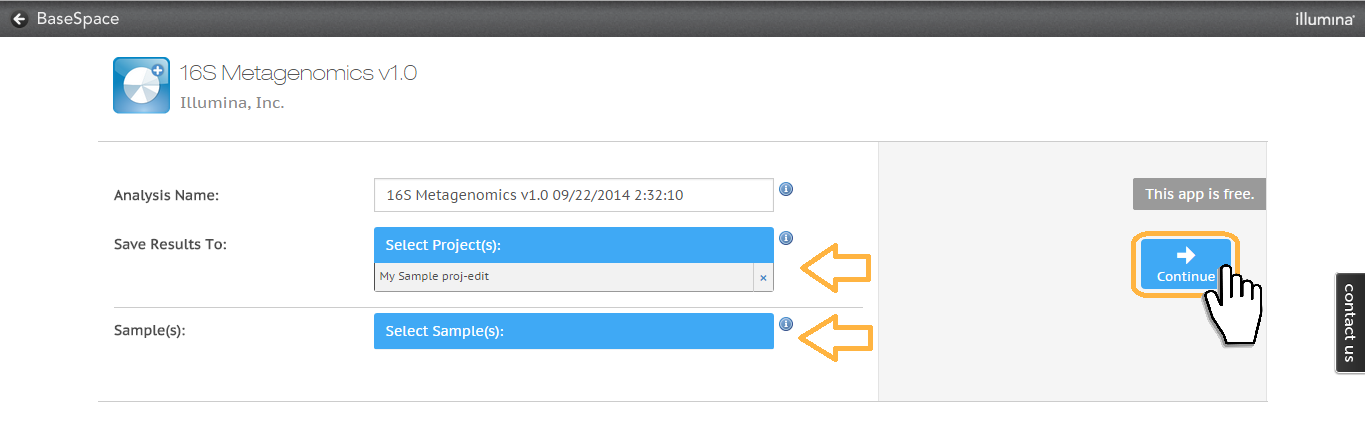 BaseSpace
illumina®
16S Metagenomics v1.0
Illumina, Inc.
Analysis Name:
16S Metagenomics v1.0 09/22/2014 2:32:10
This app is free.
Save Results To:
Select Project(s):
My Sample proj-edit
×
Continue
Sample(s):
Select Sample(s):
contact us